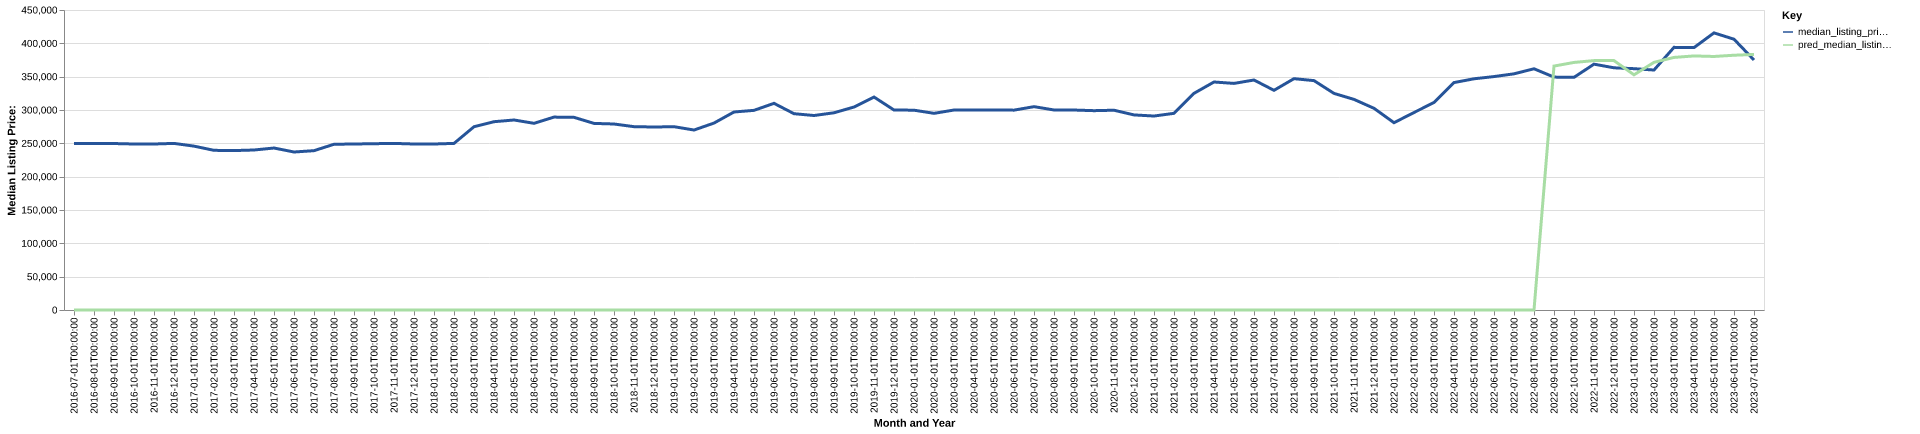 450,000
400,000
350,000
300,000
250,000
200,000
150,000
100,000
50,000
0
Median Listing Price:
2016-07-01T00:00:00
2016-08-01T00:00:00
2016-09-01T00:00:00
2016-10-01T00:00:00
2016-11-01T00:00:00
2016-12-01T00:00:00
2017-01-01T00:00:00
2017-02-01T00:00:00
2017-03-01T00:00:00
2017-04-01T00:00:00
2017-05-01T00:00:00
2017-06-01T00:00:00
2017-07-01T00:00:00
2017-08-01T00:00:00
2017-09-01T00:00:00
2017-10-01T00:00:00
2017-11-01T00:00:00
2017-12-01T00:00:00
2018-01-01T00:00:00
2018-02-01T00:00:00
2018-03-01T00:00:00
2018-04-01T00:00:00
2018-05-01T00:00:00
2018-06-01T00:00:00
2018-07-01T00:00:00
2018-08-01T00:00:00
2018-09-01T00:00:00
2018-10-01T00:00:00
2018-11-01T00:00:00
2018-12-01T00:00:00
2019-01-01T00:00:00
2019-02-01T00:00:00
2019-03-01T00:00:00
2019-04-01T00:00:00
2019-05-01T00:00:00
2019-06-01T00:00:00
2019-07-01T00:00:00
2019-08-01T00:00:00
2019-09-01T00:00:00
2019-10-01T00:00:00
2019-11-01T00:00:00
2019-12-01T00:00:00
2020-01-01T00:00:00
2020-02-01T00:00:00
2020-03-01T00:00:00
2020-04-01T00:00:00
2020-05-01T00:00:00
2020-06-01T00:00:00
2020-07-01T00:00:00
2020-08-01T00:00:00
2020-09-01T00:00:00
2020-10-01T00:00:00
2020-11-01T00:00:00
2020-12-01T00:00:00
2021-01-01T00:00:00
2021-02-01T00:00:00
2021-03-01T00:00:00
2021-04-01T00:00:00
2021-05-01T00:00:00
2021-06-01T00:00:00
2021-07-01T00:00:00
2021-08-01T00:00:00
2021-09-01T00:00:00
2021-10-01T00:00:00
2021-11-01T00:00:00
2021-12-01T00:00:00
2022-01-01T00:00:00
2022-02-01T00:00:00
2022-03-01T00:00:00
2022-04-01T00:00:00
2022-05-01T00:00:00
2022-06-01T00:00:00
2022-07-01T00:00:00
2022-08-01T00:00:00
2022-09-01T00:00:00
2022-10-01T00:00:00
2022-11-01T00:00:00
2022-12-01T00:00:00
2023-01-01T00:00:00
2023-02-01T00:00:00
2023-03-01T00:00:00
2023-04-01T00:00:00
2023-05-01T00:00:00
2023-06-01T00:00:00
2023-07-01T00:00:00
Month and Year
Key
median_listing_pri…
pred_median_listin…